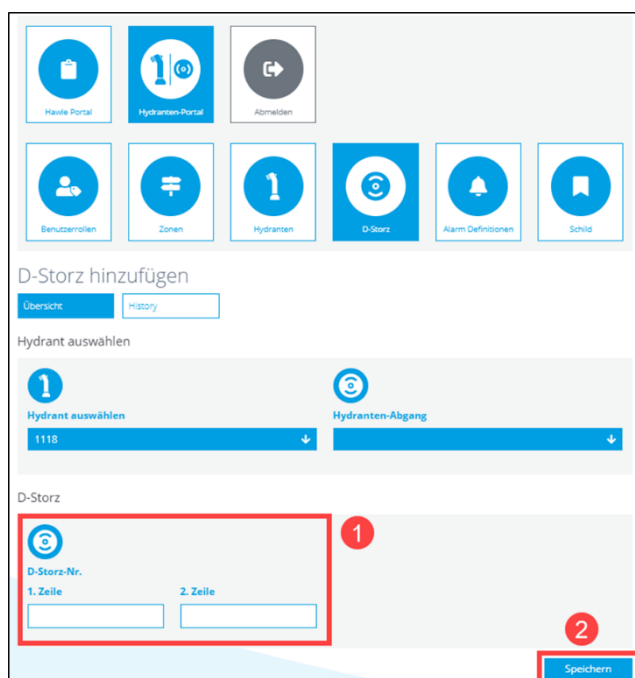 Hawle Portal
Hydranten-Portal
Abmelden
Benutzerrollen
Zonen
Hydranten
D-Storz
Alarm Definitionen
Schild
D-Storz hinzufügen
Übersicht
History
Hydrant auswählen
Hydrant auswählen
Hydranten-Abgang
1118
D-Storz
1
D-Storz-Nr.
1. Zeile
2. Zeile
2
Speichern